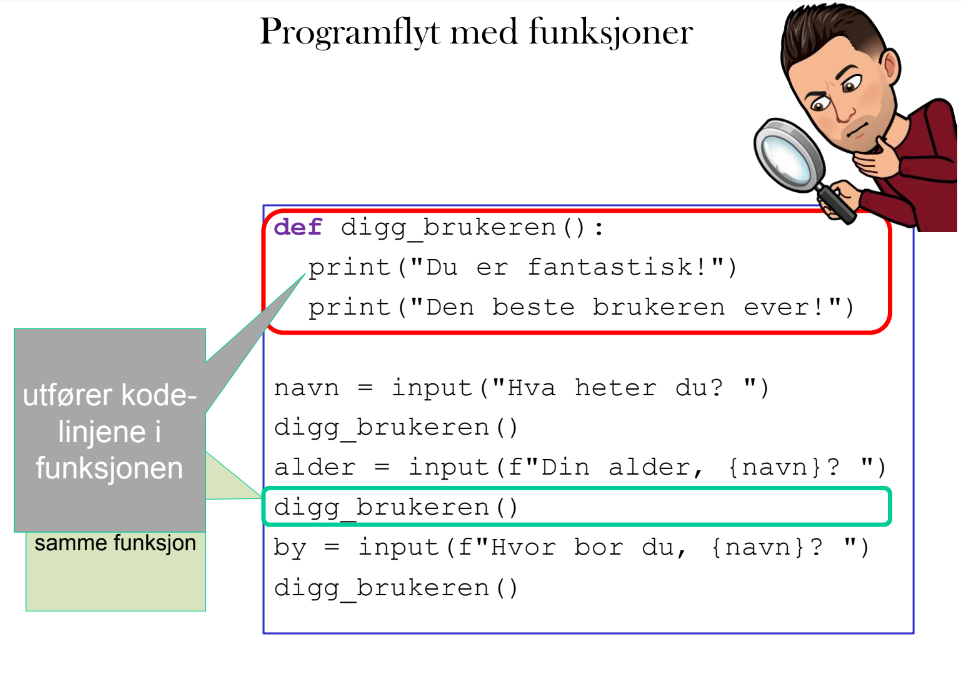 Programflyt med funksjoner
def digg_brukeren():
  print("Du er fantastisk!")
  print("Den beste brukeren ever!")
navn = input("Hva heter du? ")
digg_brukeren()
alder = input(f"Din alder, {navn}? ")
digg_brukeren()
by = input(f"Hvor bor du, {navn}? ")
digg_brukeren()
utfører kode-
linjene i
funksjonen
samme funksjon